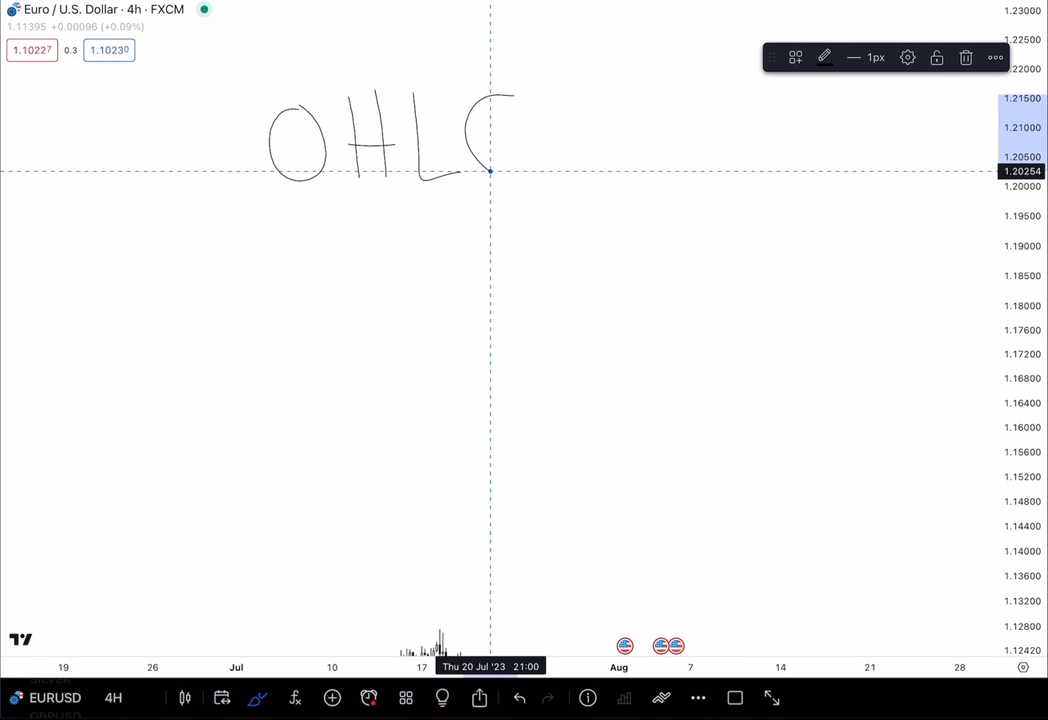 Euro / U.S. Dollar · 4h · FXCM
1.11395 +0.00096 (+0.09%)
1.10227 0.3 1.10230
1px
OHLC
1.23000
1.22500
1.22000
1.21500
1.21000
1.20500
1.20254
1.20000
1.19500
1.19000
1.18500
1.18000
1.17600
1.17200
1.16800
1.16400
1.16000
1.15600
1.15200
1.14800
1.14400
1.14000
1.13600
1.13200
1.12800
1.12420
19 26 Jul 10 17 Thu 20 Jul '23 21:00 Aug 7 14 21 28
SILVER
EURUSD 4H
GBPUSD